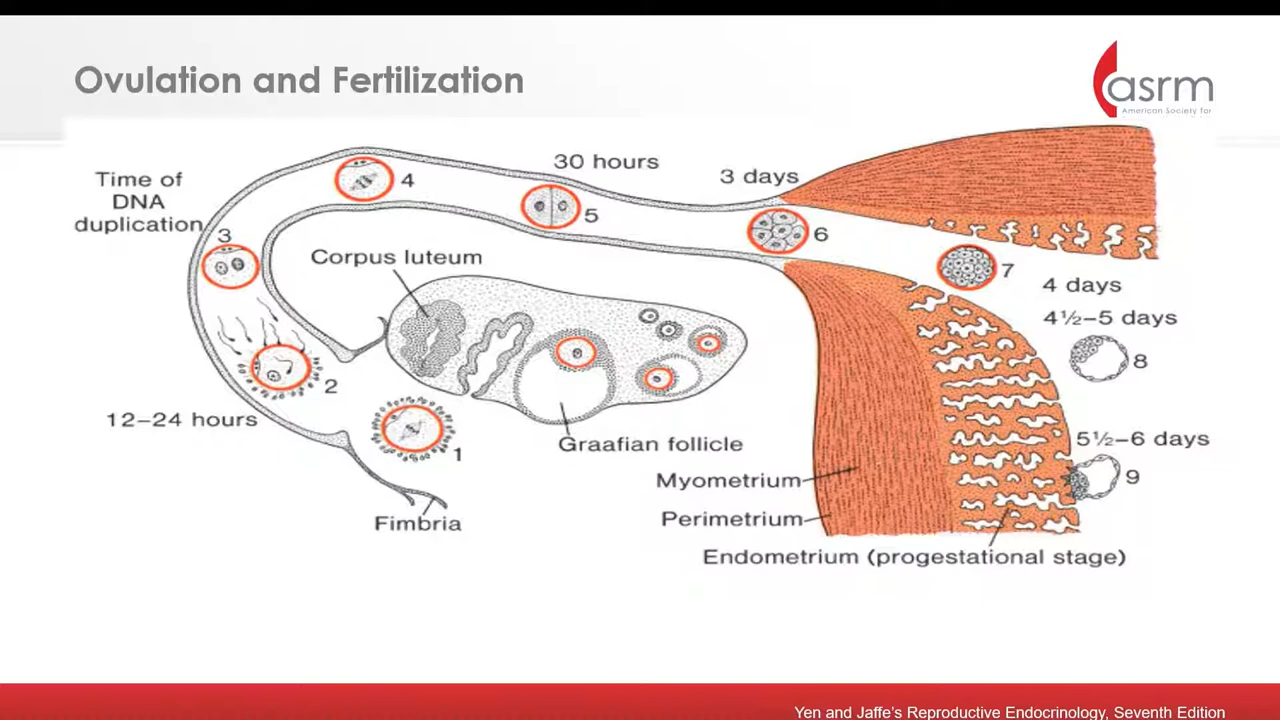 Ovulation and Fertilization
asrm
American Society for
30 hours
3 days
Time of
DNA
duplication
4
5
3
6
Corpus luteum
7
4 days
4½–5 days
8
2
12–24 hours
1
Graafian follicle
5½–6 days
9
Myometrium
Perimetrium
Fimbria
Endometrium (progestational stage)
Yen and Jaffe's Reproductive Endocrinology, Seventh Edition